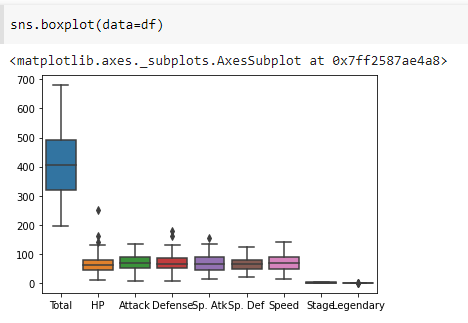 sns.boxplot(data=df)
<matplotlib.axes._subplots.AxesSubplot at 0x7ff2587ae4a8>
700
600
500
400
300
200
100
0
Total HP Attack Defense Sp. Atk Sp. Def Speed Stage Legendary